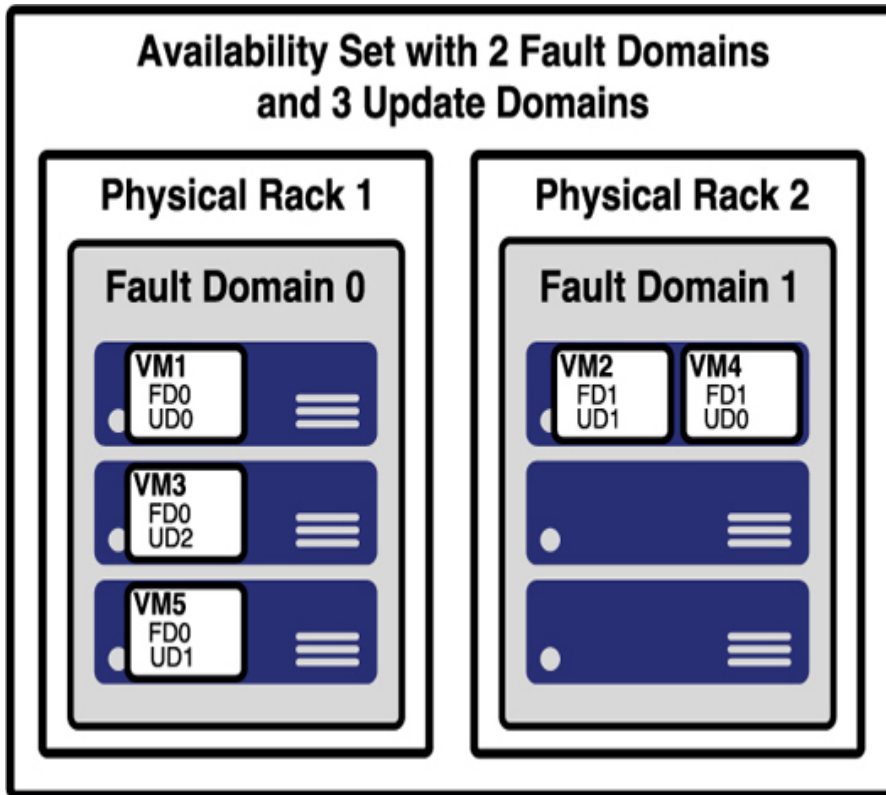 Availability Set with 2 Fault Domains
and 3 Update Domains
Physical Rack 1
Fault Domain 0
VM1
FD0
UD0
VM3
FD0
UD2
VM5
FD0
UD1
Physical Rack 2
Fault Domain 1
VM2
FD1
UD1
VM4
FD1
UD0